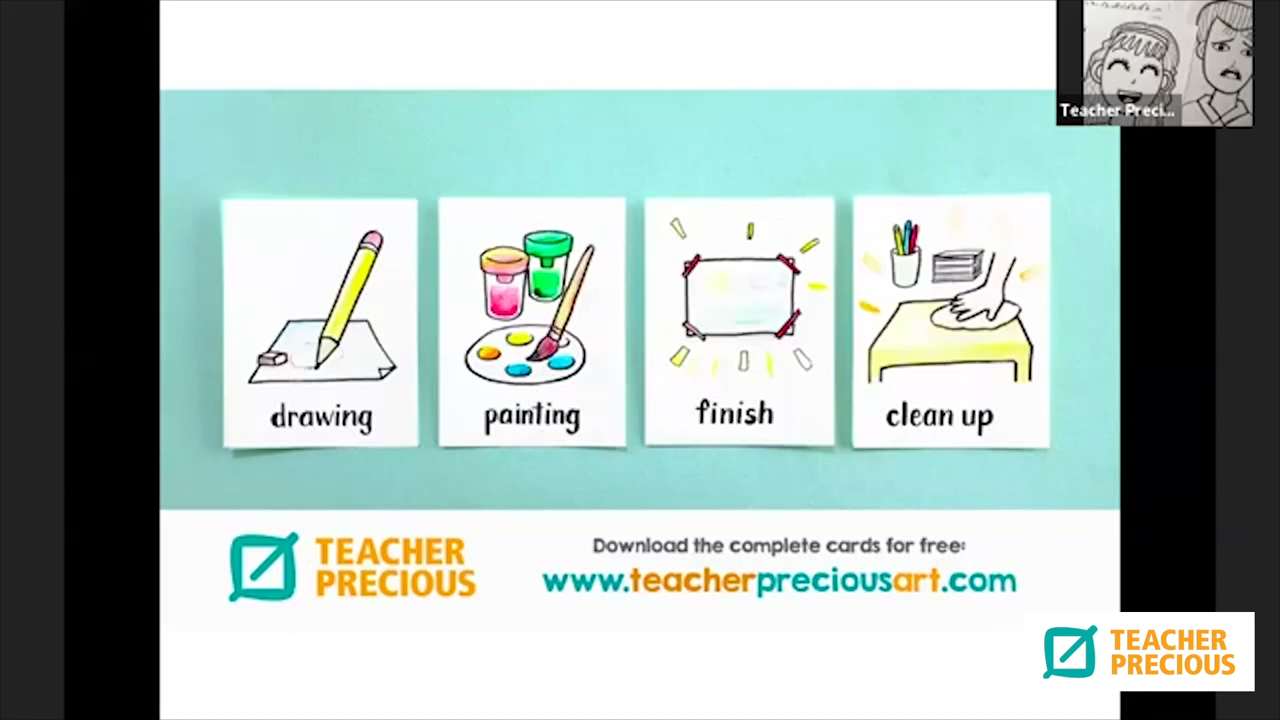 Teacher Preci...
drawing
painting
finish
clean up
TEACHER
PRECIOUS
Download the complete cards for free:
www.teacherpreciousart.com
TEACHER
PRECIOUS